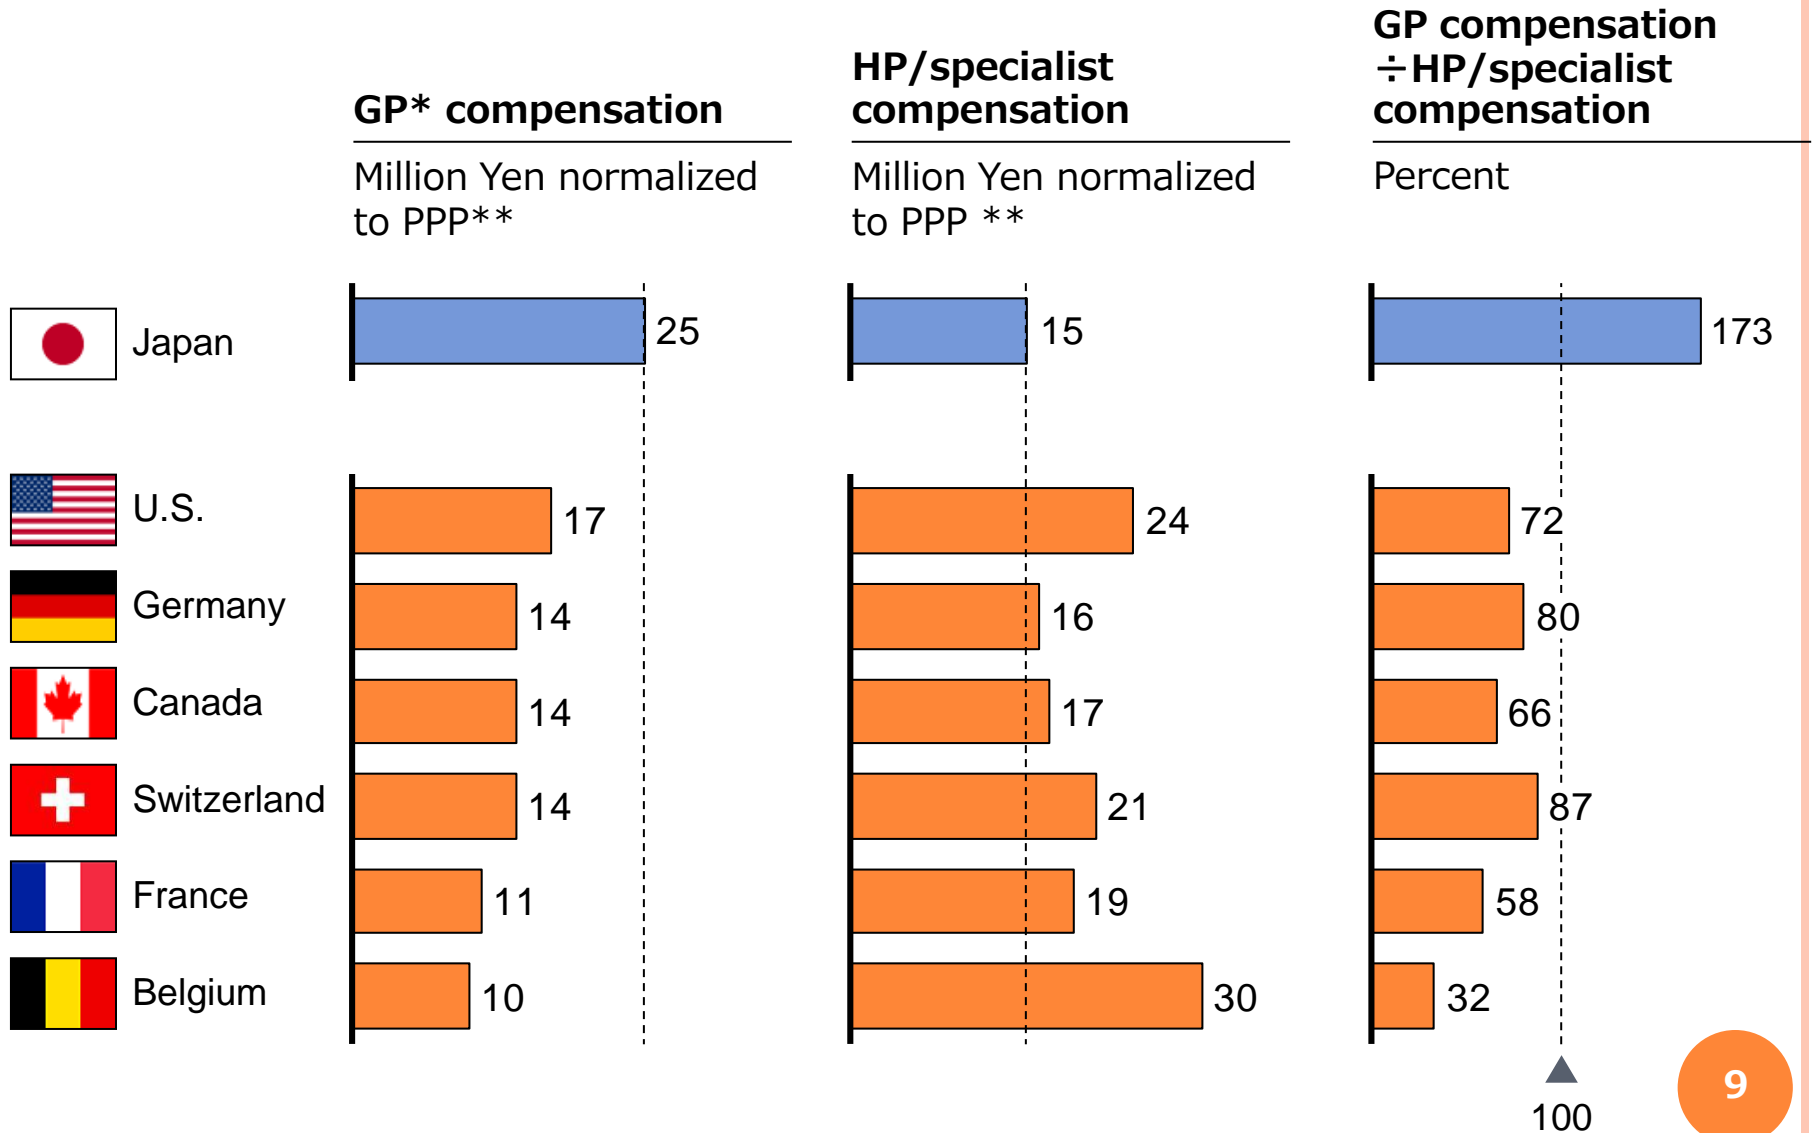 GP* compensation
Million Yen normalized
to PPP**
HP/specialist
compensation
Million Yen normalized
to PPP **
GP compensation
÷HP/specialist
compensation
Percent
Japan
25
15
173
U.S.
17
24
72
Germany
14
16
80
Canada
14
17
66
Switzerland
14
21
87
France
11
19
58
Belgium
10
30
32
100
9